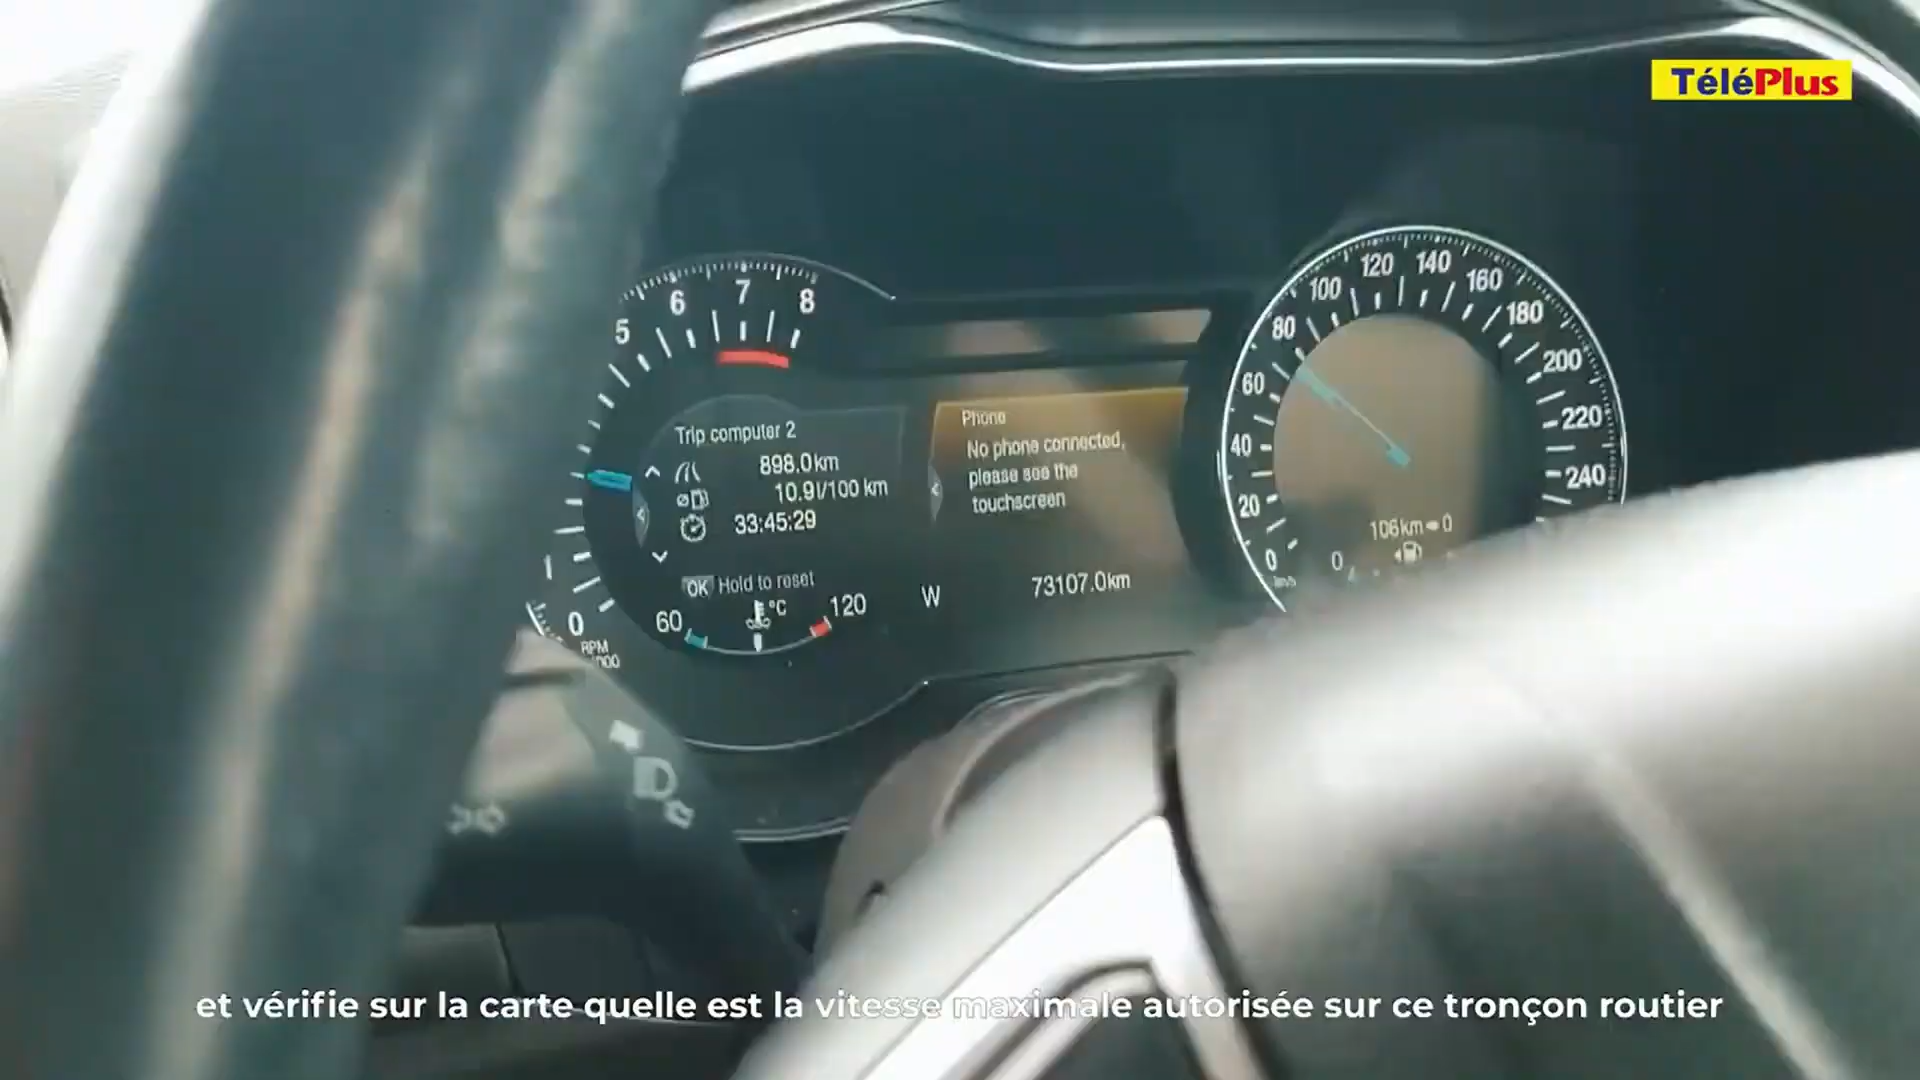 TéléPlus
5 6 7 8
0
RPM
Trip computer 2
898.0km
10.9l/100 km
33:45:29
OK Hold to reset
60 °C 120
Phone
No phone connected,
please see the
touchscreen
W 73107.0km
0 20 40 60 80 100 120 140 160 180 200 220 240
km/h
106km 0
0
et vérifie sur la carte quelle est la vitesse maximale autorisée sur ce tronçon routier